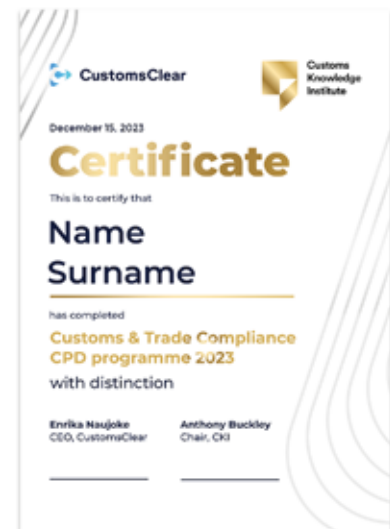 CustomsClear
Customs
Knowledge
Institute
December 15, 2023
Certificate
This is to certify that
Name
Surname
has completed
Customs & Trade Compliance
CPD programme 2023
with distinction
Enrika Naujoke
CEO, CustomsClear
Anthony Buckley
Chair, CKI